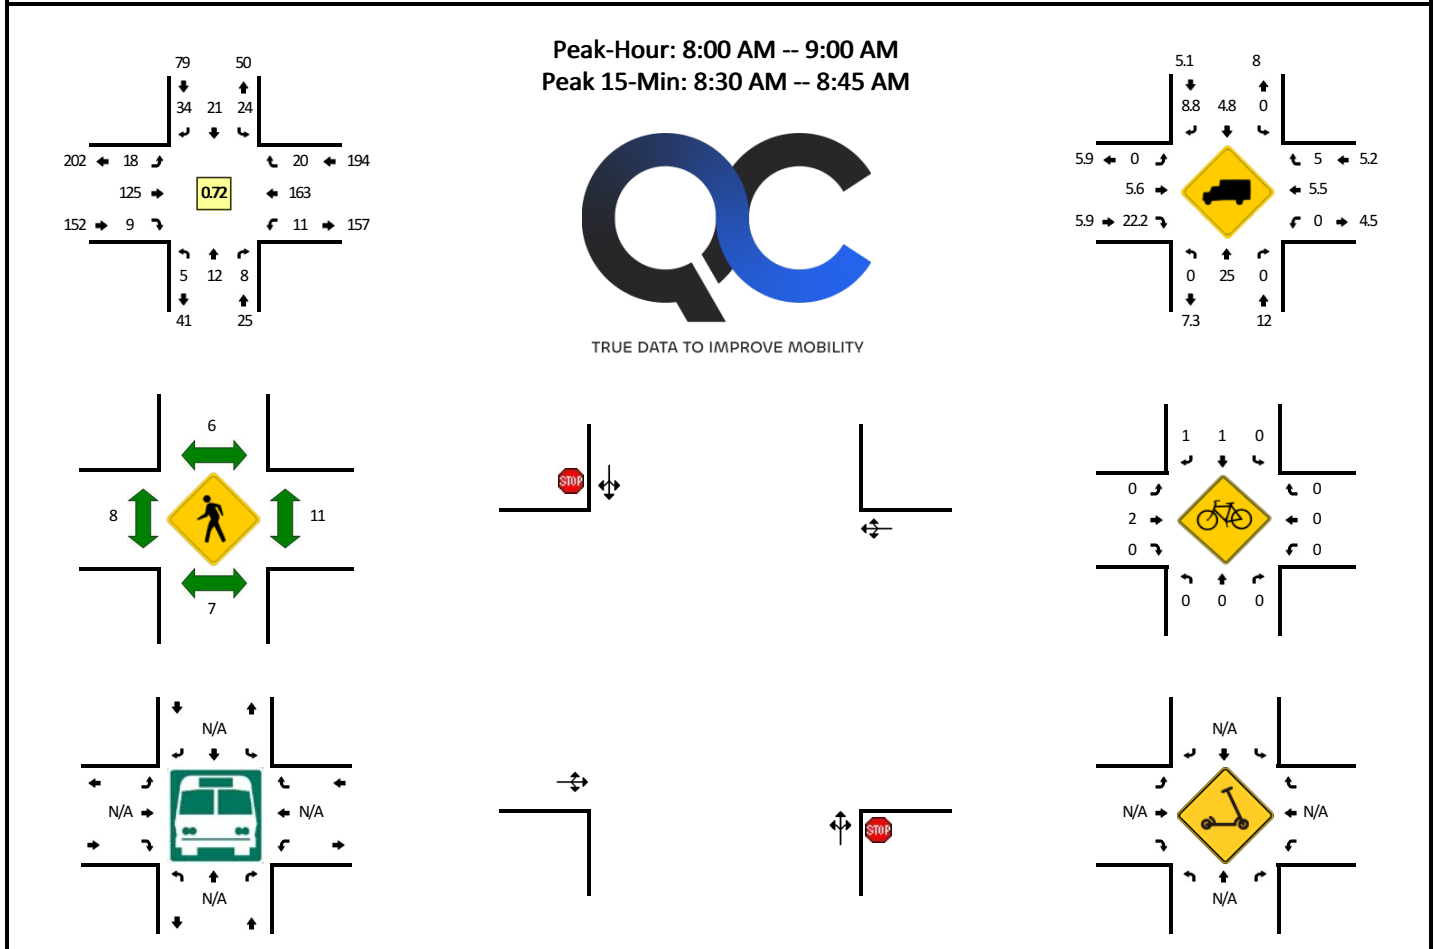 Peak-Hour: 8:00 AM -- 9:00 AM
Peak 15-Min: 8:30 AM -- 8:45 AM
79 50
34 21 24
202 18 20 194
125 0.72 163
152 9 11 157
5 12 8
41 25
TRUE DATA TO IMPROVE MOBILITY
5.1 8
8.8 4.8 0
5.9 0 5 5.2
5.6 5.5
5.9 22.2 0 4.5
0 25 0
7.3 12
6
8 11
7
STOP
STOP
1 1 0
0 0
2 0
0 0
0 0 0
N/A
N/A N/A
N/A
N/A
N/A N/A
N/A